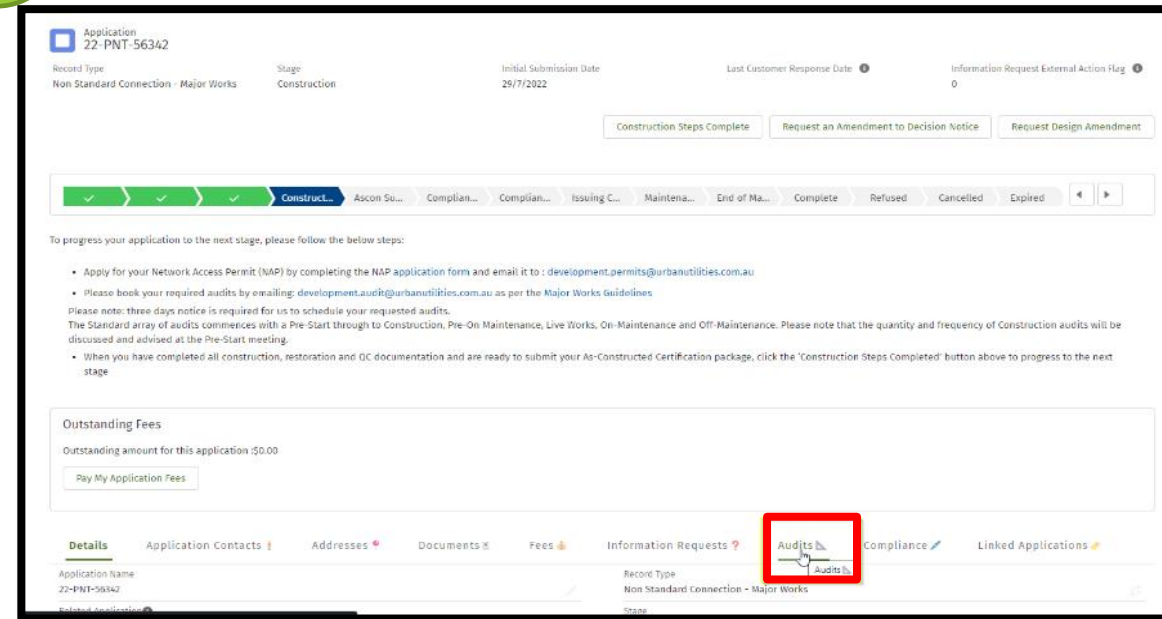 Application
22-PNT-56342
Record Type
Non Standard Connection - Major Works
Stage
Construction
Initial Submission Date
29/7/2022
Last Customer Response Date
Information Request External Action Flag
0
Construction Steps Complete
Request an Amendment to Decision Notice
Request Design Amendment
Construct...
Ascon Su...
Complian...
Complian...
Issuing C...
Maintena...
End of Ma...
Complete
Refused
Cancelled
Expired
To progress your application to the next stage, please follow the below steps:
• Apply for your Network Access Permit (NAP) by completing the NAP application form and email it to : development.permits@urbanutilities.com.au
• Please book your required audits by emailing: development.audit@urbanutilities.com.au as per the Major Works Guidelines
Please note: three days notice is required for us to schedule your requested audits.
The Standard array of audits commences with a Pre-Start through to Construction, Pre-On Maintenance, Live Works, On-Maintenance and Off-Maintenance. Please note that the quantity and frequency of Construction audits will be
discussed and advised at the Pre-Start meeting.
• When you have completed all construction, restoration and QC documentation and are ready to submit your As-Constructed Certification package, click the 'Construction Steps Completed' button above to progress to the next
stage
Outstanding Fees
Outstanding amount for this application :$0.00
Pay My Application Fees
Details
Application Contacts
Addresses
Documents
Fees
Information Requests ?
Audits
Compliance
Linked Applications
Audits
Application Name
22-PNT-56342
Record Type
Non Standard Connection - Major Works
Related Application
Stage